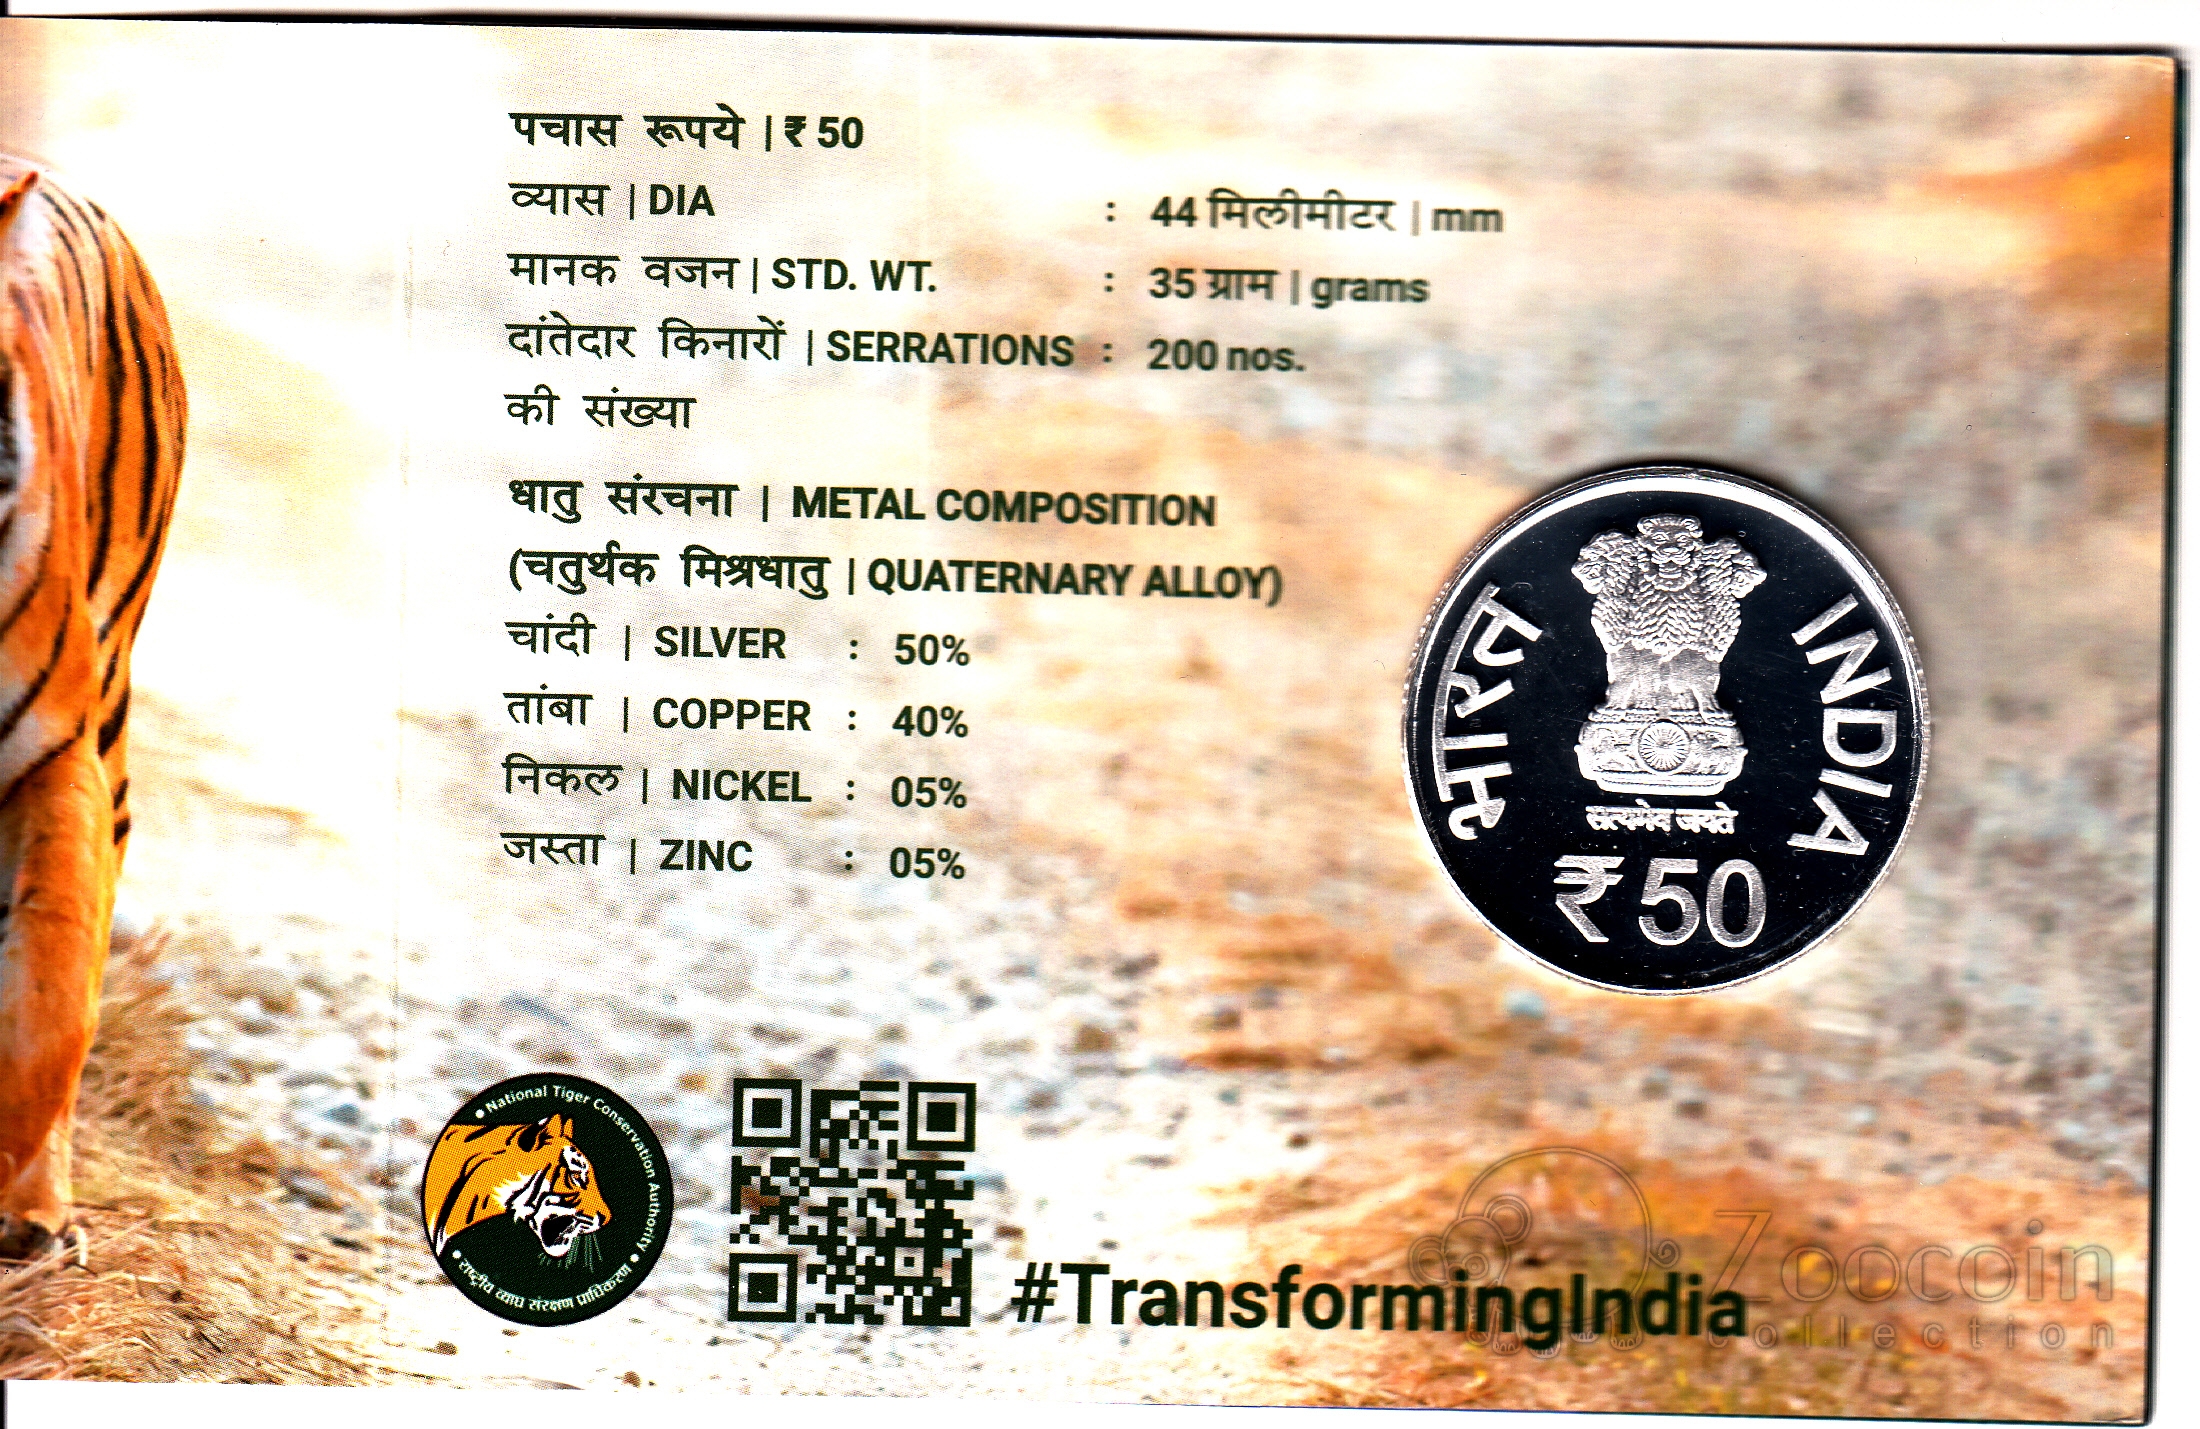 पचास रूपये | ₹ 50
व्यास | DIA : 44 मिलीमीटर | mm
मानक वजन | STD. WT. : 35 ग्राम | grams
दांतेदार किनारों | SERRATIONS : 200 nos.
की संख्या
धातु संरचना | METAL COMPOSITION
(चतुर्थक मिश्रधातु | QUATERNARY ALLOY)
चांदी | SILVER : 50%
तांबा | COPPER : 40%
निकल | NICKEL : 05%
जस्ता | ZINC : 05%
भारत
INDIA
सत्यमेव जयते
₹ 50
• National Tiger Conservation Authority •
• राष्ट्रीय व्याघ्र संरक्षण प्राधिकरण •
#TransformingIndia
Zoocoin
collection